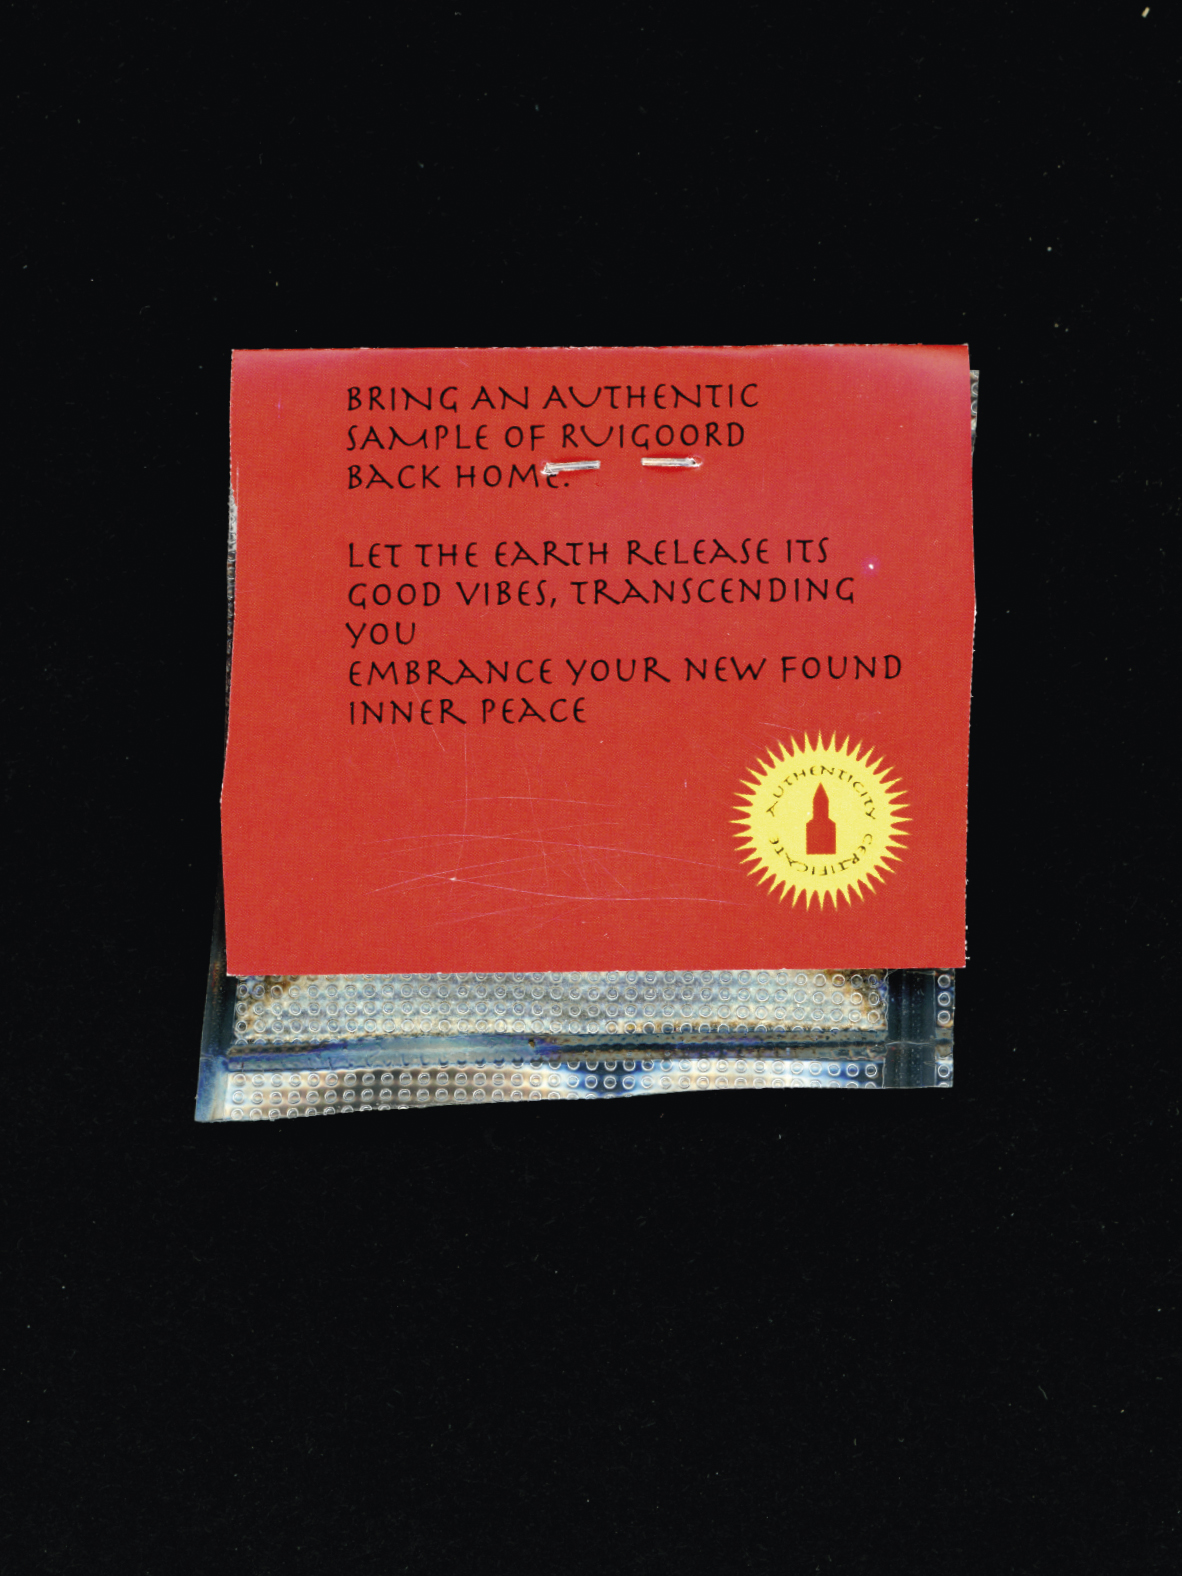 BRING AN AUTHENTIC
SAMPLE OF RUIGOORD
BACK HOME.
LET THE EARTH RELEASE ITS
GOOD VIBES, TRANSCENDING
YOU
EMBRANCE YOUR NEW FOUND
INNER PEACE
AUTHENTICITY
CERTIFICATE